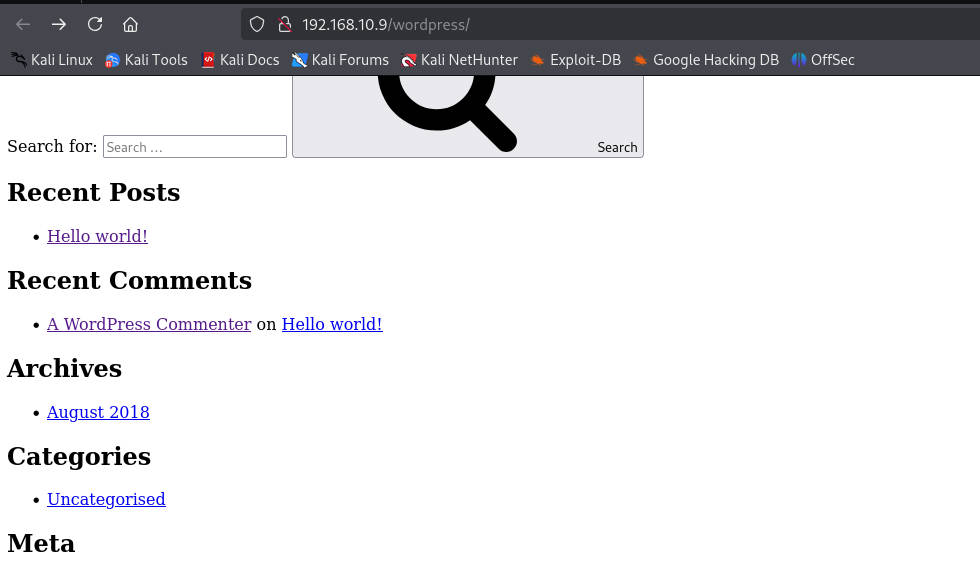 192.168.10.9/wordpress/
Kali Linux Kali Tools Kali Docs Kali Forums Kali NetHunter Exploit-DB Google Hacking DB OffSec
Search for: Search … Search
Recent Posts
• Hello world!
Recent Comments
• A WordPress Commenter on Hello world!
Archives
• August 2018
Categories
• Uncategorised
Meta